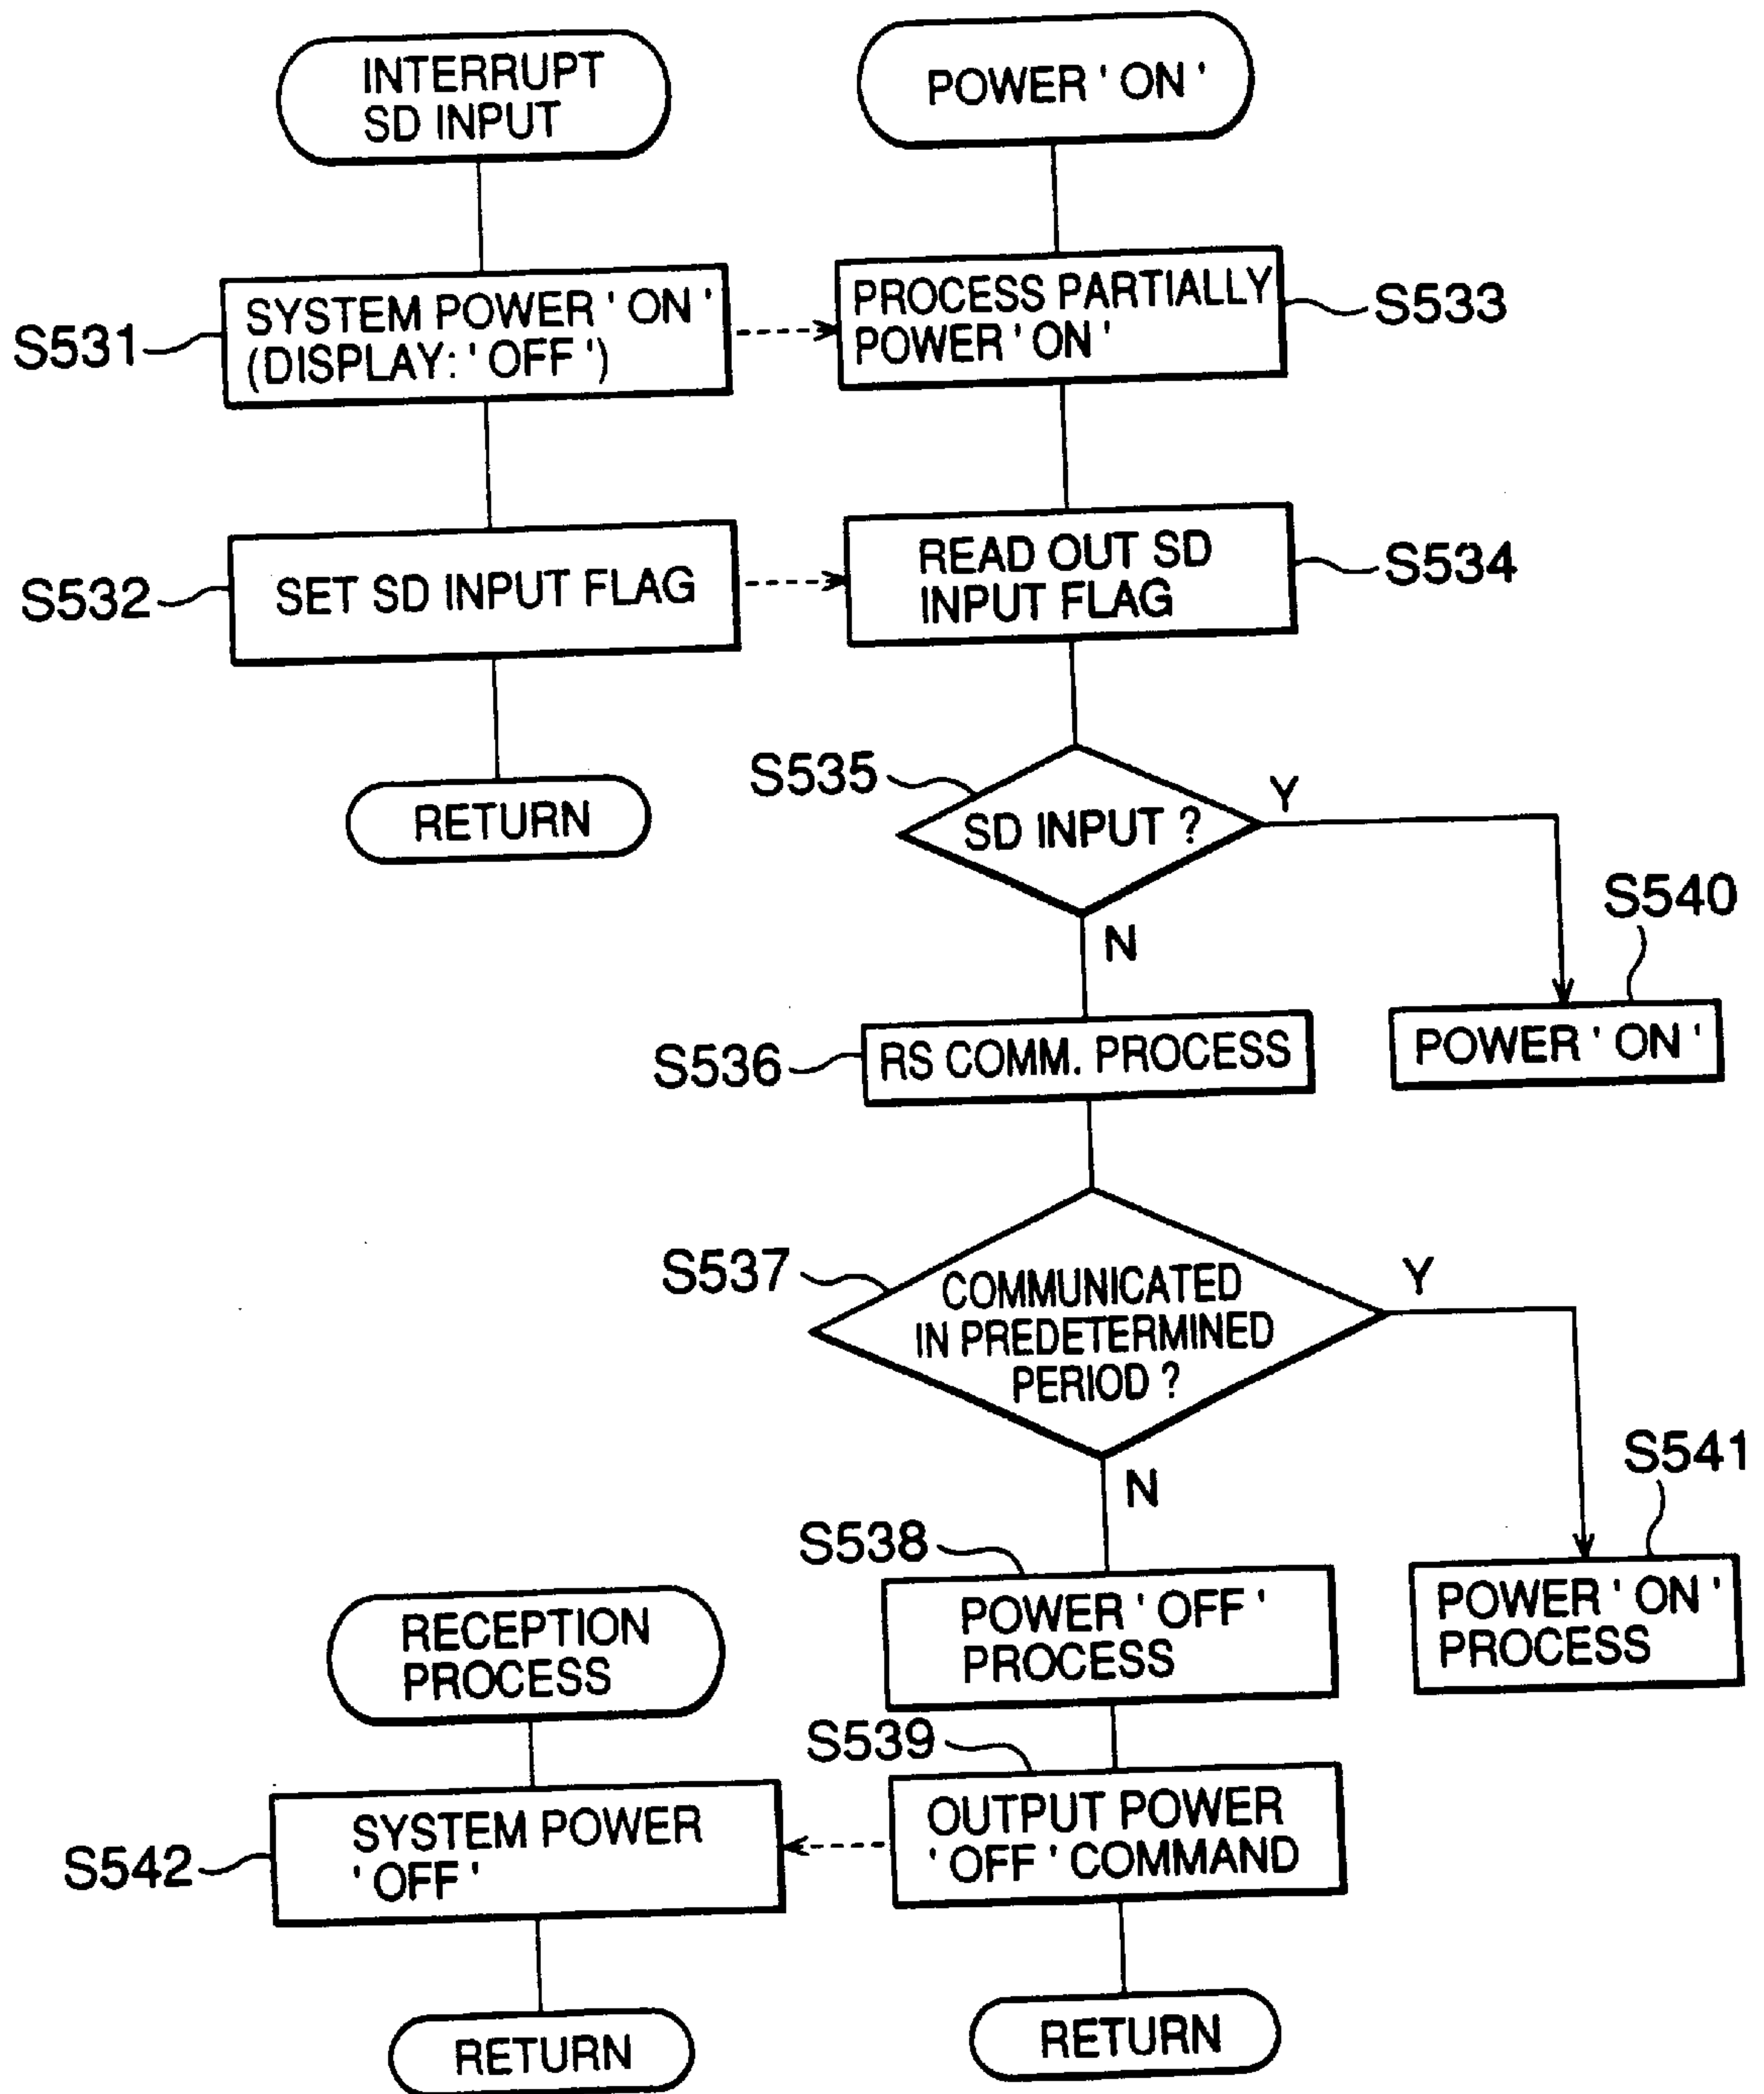 INTERRUPT
SD INPUT
POWER ' ON '
S531
SYSTEM POWER ' ON '
(DISPLAY: ' OFF ')
PROCESS PARTIALLY
POWER ' ON '
S533
S532
SET SD INPUT FLAG
READ OUT SD
INPUT FLAG
S534
RETURN
S535
SD INPUT ?
Y
N
S540
POWER ' ON '
S536
RS COMM. PROCESS
S537
COMMUNICATED
IN PREDETERMINED
PERIOD ?
Y
N
S541
POWER ' ON '
PROCESS
S538
POWER ' OFF '
PROCESS
RECEPTION
PROCESS
S539
OUTPUT POWER
' OFF ' COMMAND
S542
SYSTEM POWER
' OFF '
RETURN
RETURN